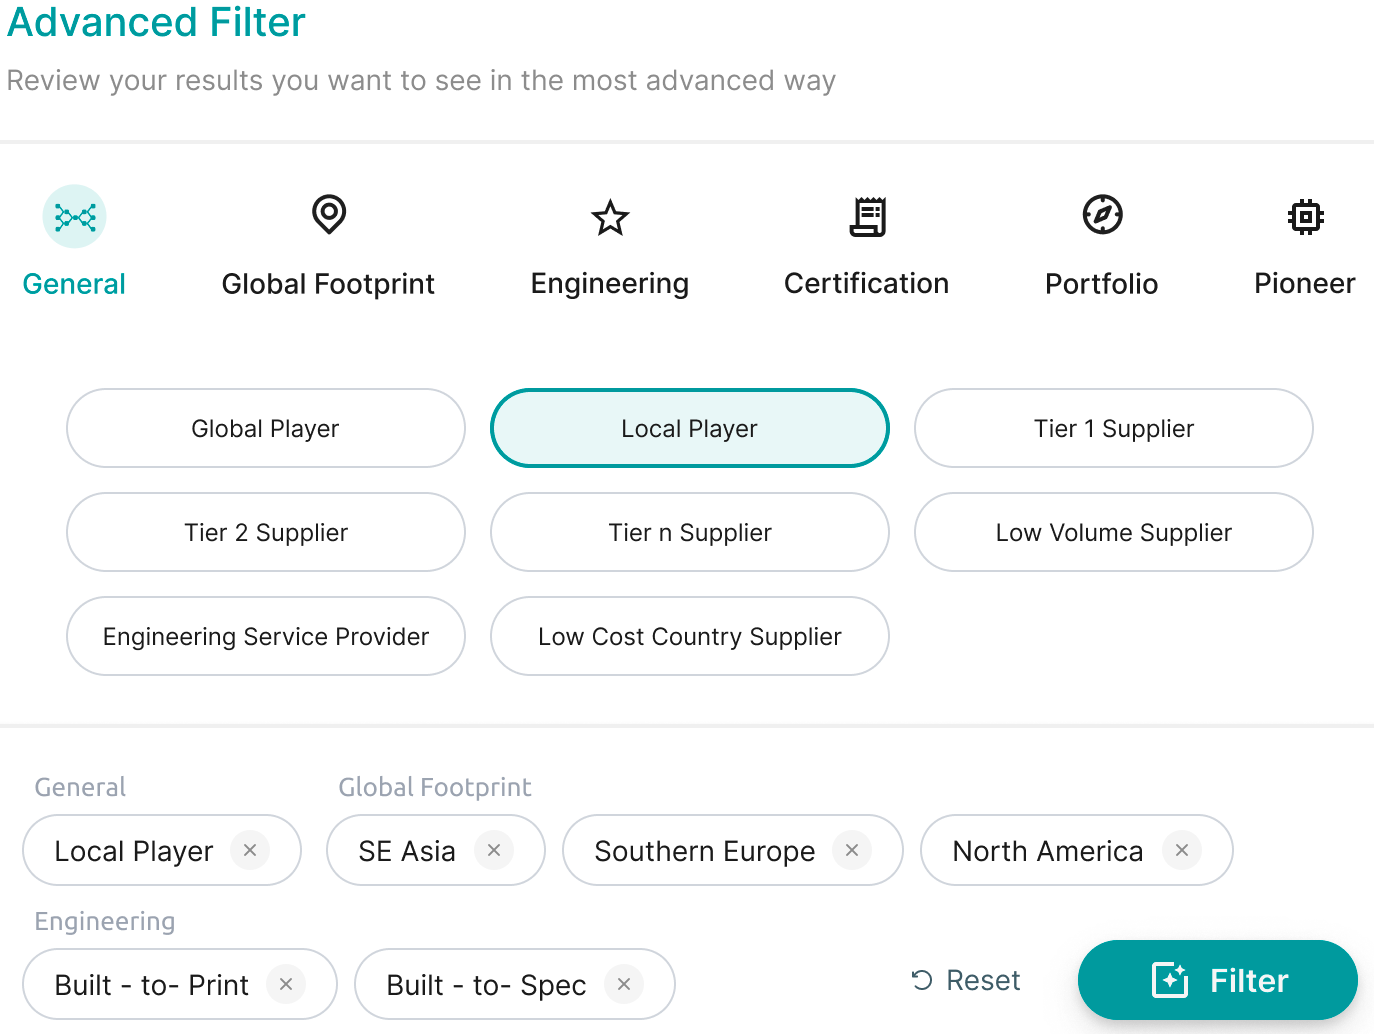 Advanced Filter
Review your results you want to see in the most advanced way
General Global Footprint Engineering Certification Portfolio Pioneer
Global Player Local Player Tier 1 Supplier
Tier 2 Supplier Tier n Supplier Low Volume Supplier
Engineering Service Provider Low Cost Country Supplier
General Global Footprint
Local Player SE Asia Southern Europe North America
Engineering
Built - to- Print Built - to- Spec Reset Filter